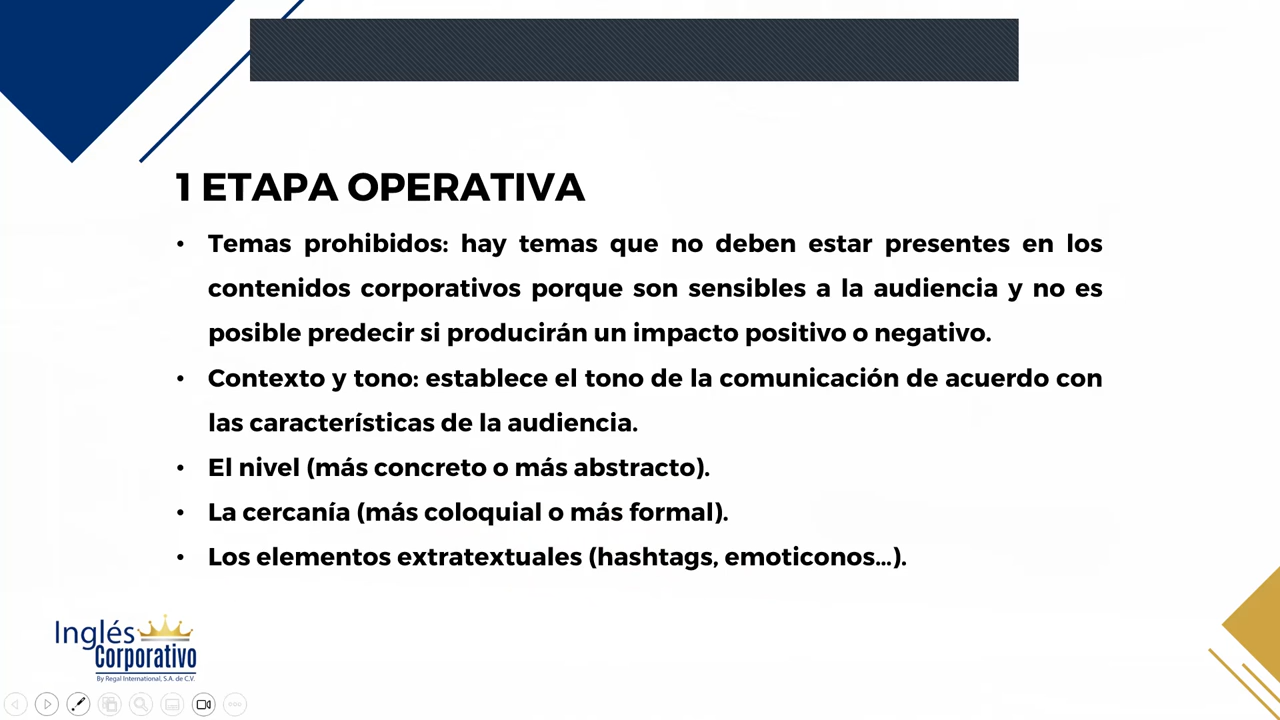 1 ETAPA OPERATIVA
• Temas prohibidos: hay temas que no deben estar presentes en los
contenidos corporativos porque son sensibles a la audiencia y no es
posible predecir si producirán un impacto positivo o negativo.
• Contexto y tono: establece el tono de la comunicación de acuerdo con
las características de la audiencia.
• El nivel (más concreto o más abstracto).
• La cercanía (más coloquial o más formal).
• Los elementos extratextuales (hashtags, emoticonos...).
Inglés
Corporativo
By Regal International, S.A. de C.V.